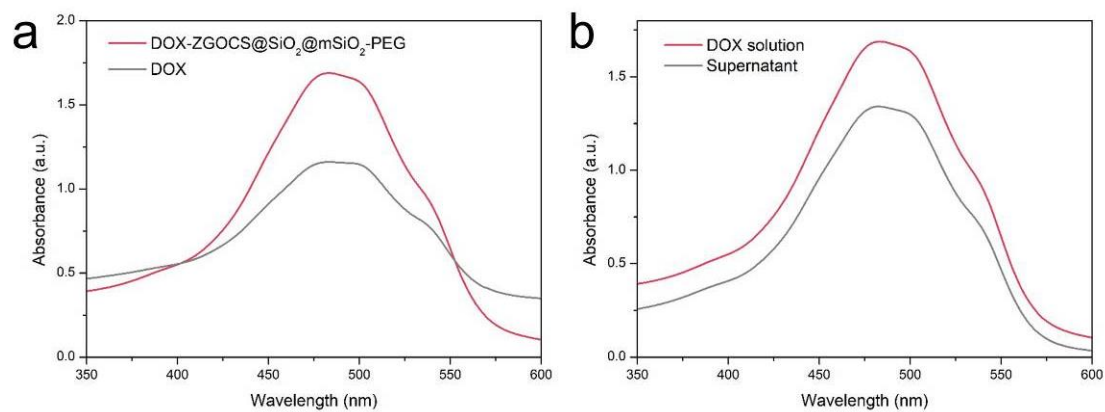 a
2.0
1.5
1.0
0.5
0.0
Absorbance (a.u.)
DOX-ZGOCS@SiO₂@mSiO₂-PEG
DOX
350 400 450 500 550 600
Wavelength (nm)
b
1.5
1.0
0.5
0.0
Absorbance (a.u.)
DOX solution
Supernatant
350 400 450 500 550 600
Wavelength (nm)